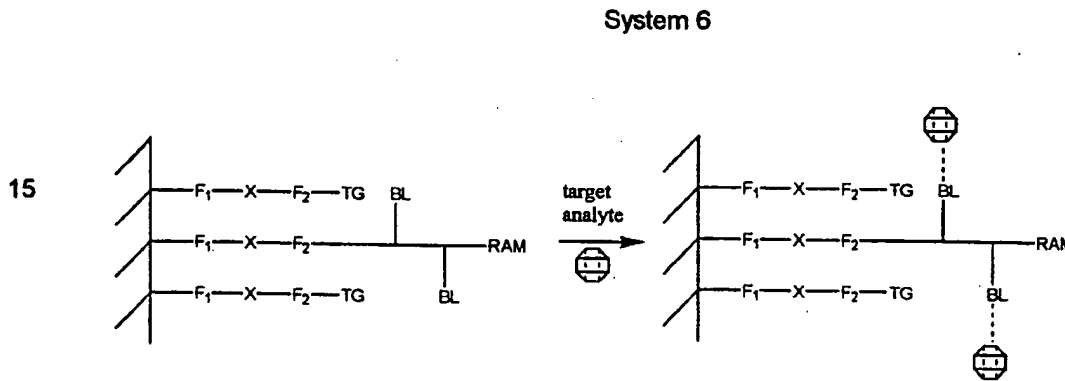 System 6
15
F₁—X—F₂—TG BL
F₁—X—F₂ RAM
F₁—X—F₂—TG BL
target
analyte
F₁—X—F₂—TG BL
F₁—X—F₂ RAM
F₁—X—F₂—TG BL